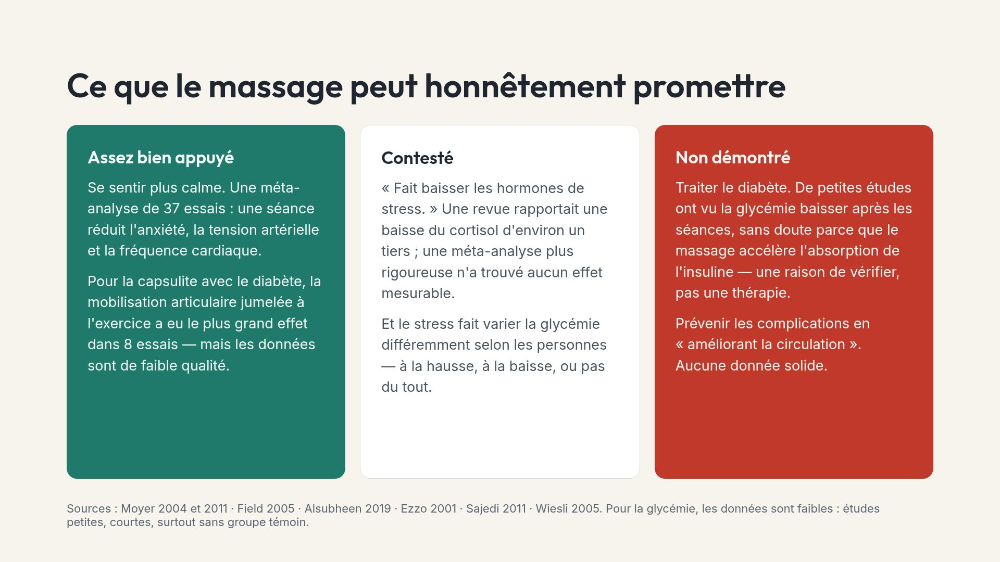 Ce que le massage peut honnêtement promettre
Assez bien appuyé
Se sentir plus calme. Une méta-
analyse de 37 essais : une séance
réduit l'anxiété, la tension artérielle
et la fréquence cardiaque.
Pour la capsulite avec le diabète, la
mobilisation articulaire jumelée à
l'exercice a eu le plus grand effet
dans 8 essais — mais les données
sont de faible qualité.
Contesté
« Fait baisser les hormones de
stress. » Une revue rapportait une
baisse du cortisol d'environ un
tiers ; une méta-analyse plus
rigoureuse n'a trouvé aucun effet
mesurable.
Et le stress fait varier la glycémie
différemment selon les personnes
— à la hausse, à la baisse, ou pas
du tout.
Non démontré
Traiter le diabète. De petites études
ont vu la glycémie baisser après les
séances, sans doute parce que le
massage accélère l'absorption de
l'insuline — une raison de vérifier,
pas une thérapie.
Prévenir les complications en
« améliorant la circulation ».
Aucune donnée solide.
Sources : Moyer 2004 et 2011 · Field 2005 · Alsubheen 2019 · Ezzo 2001 · Sajedi 2011 · Wiesli 2005. Pour la glycémie, les données sont faibles : études
petites, courtes, surtout sans groupe témoin.